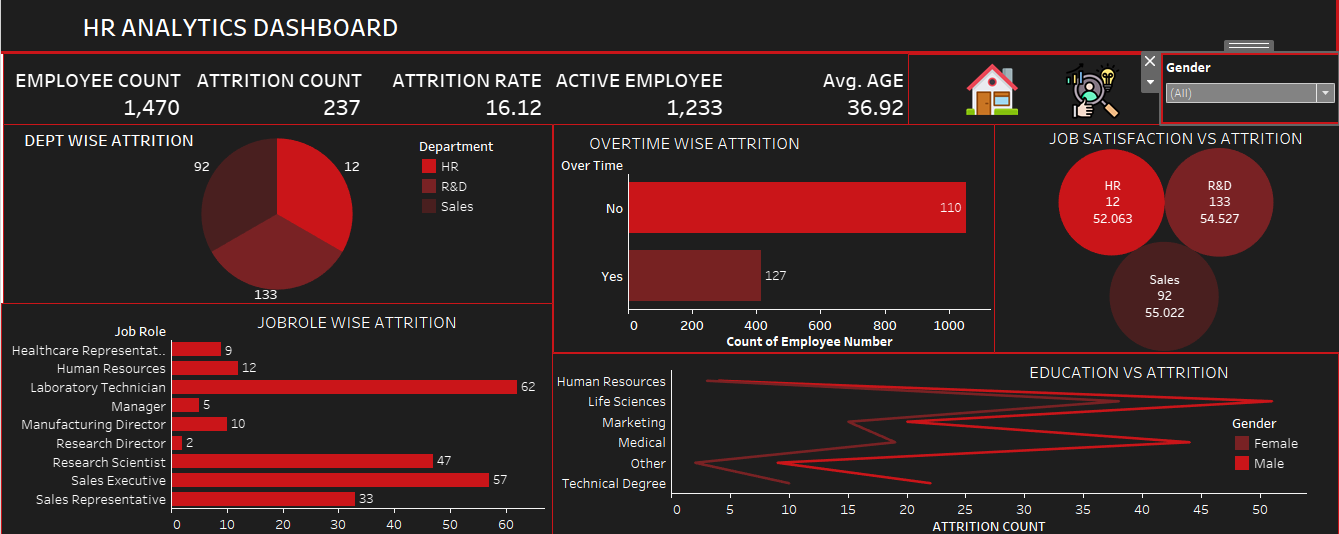 HR ANALYTICS DASHBOARD
EMPLOYEE COUNT
1,470
ATTRITION COUNT
237
ATTRITION RATE
16.12
ACTIVE EMPLOYEE
1,233
Avg. AGE
36.92
Gender
(All)
DEPT WISE ATTRITION
92
12
133
Department
HR
R&D
Sales
OVERTIME WISE ATTRITION
Over Time
No
110
Yes
127
0 200 400 600 800 1000
Count of Employee Number
JOB SATISFACTION VS ATTRITION
HR
12
52.063
R&D
133
54.527
Sales
92
55.022
JOBROLE WISE ATTRITION
Job Role
Healthcare Representat.. 9
Human Resources 12
Laboratory Technician 62
Manager 5
Manufacturing Director 10
Research Director 2
Research Scientist 47
Sales Executive 57
Sales Representative 33
0 10 20 30 40 50 60
EDUCATION VS ATTRITION
Human Resources
Life Sciences
Marketing
Medical
Other
Technical Degree
Gender
Female
Male
0 5 10 15 20 25 30 35 40 45 50
ATTRITION COUNT